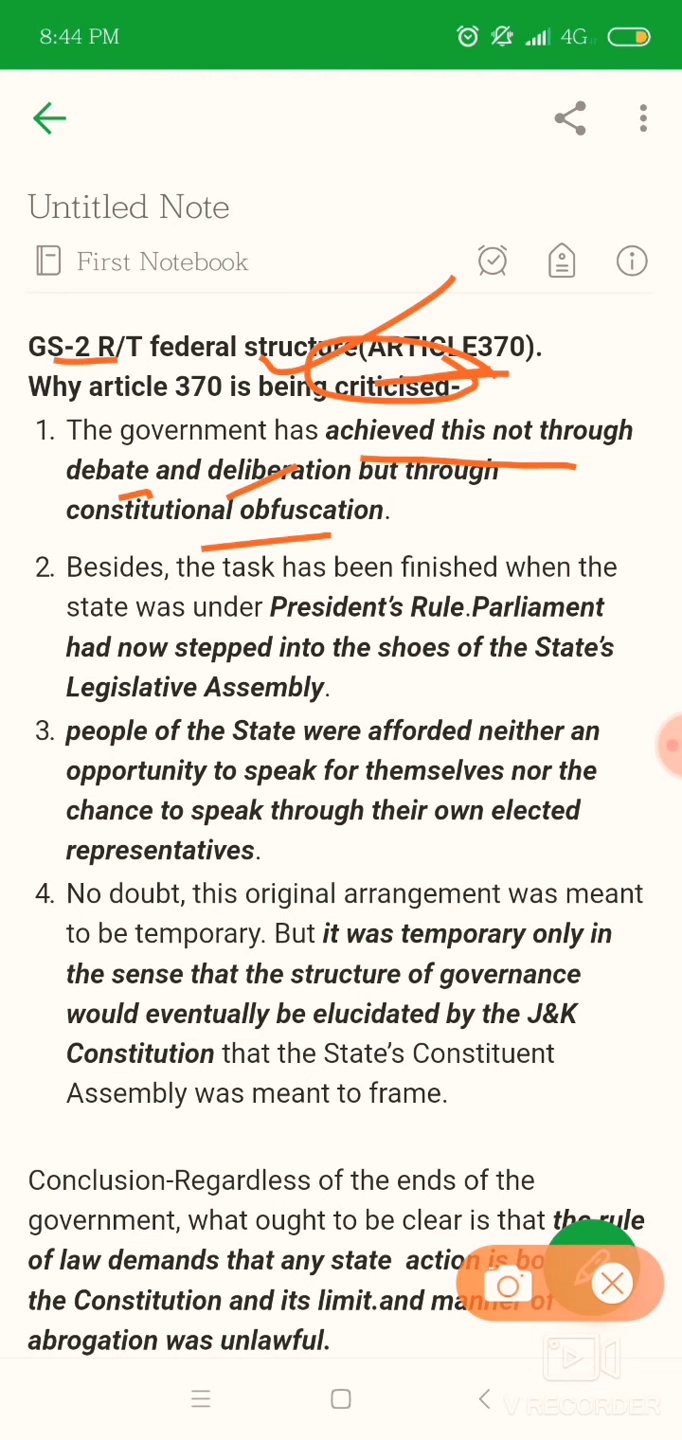 8:44 PM
4G
Untitled Note
First Notebook
GS-2 R/T federal structure(ARTICLE370).
Why article 370 is being criticised-
1. The government has achieved this not through
debate and deliberation but through
constitutional obfuscation.
2. Besides, the task has been finished when the
state was under President's Rule.Parliament
had now stepped into the shoes of the State's
Legislative Assembly.
3. people of the State were afforded neither an
opportunity to speak for themselves nor the
chance to speak through their own elected
representatives.
4. No doubt, this original arrangement was meant
to be temporary. But it was temporary only in
the sense that the structure of governance
would eventually be elucidated by the J&K
Constitution that the State's Constituent
Assembly was meant to frame.
Conclusion-Regardless of the ends of the
government, what ought to be clear is that the rule
of law demands that any state action is bo
the Constitution and its limit.and manner of
abrogation was unlawful.
V RECORDER